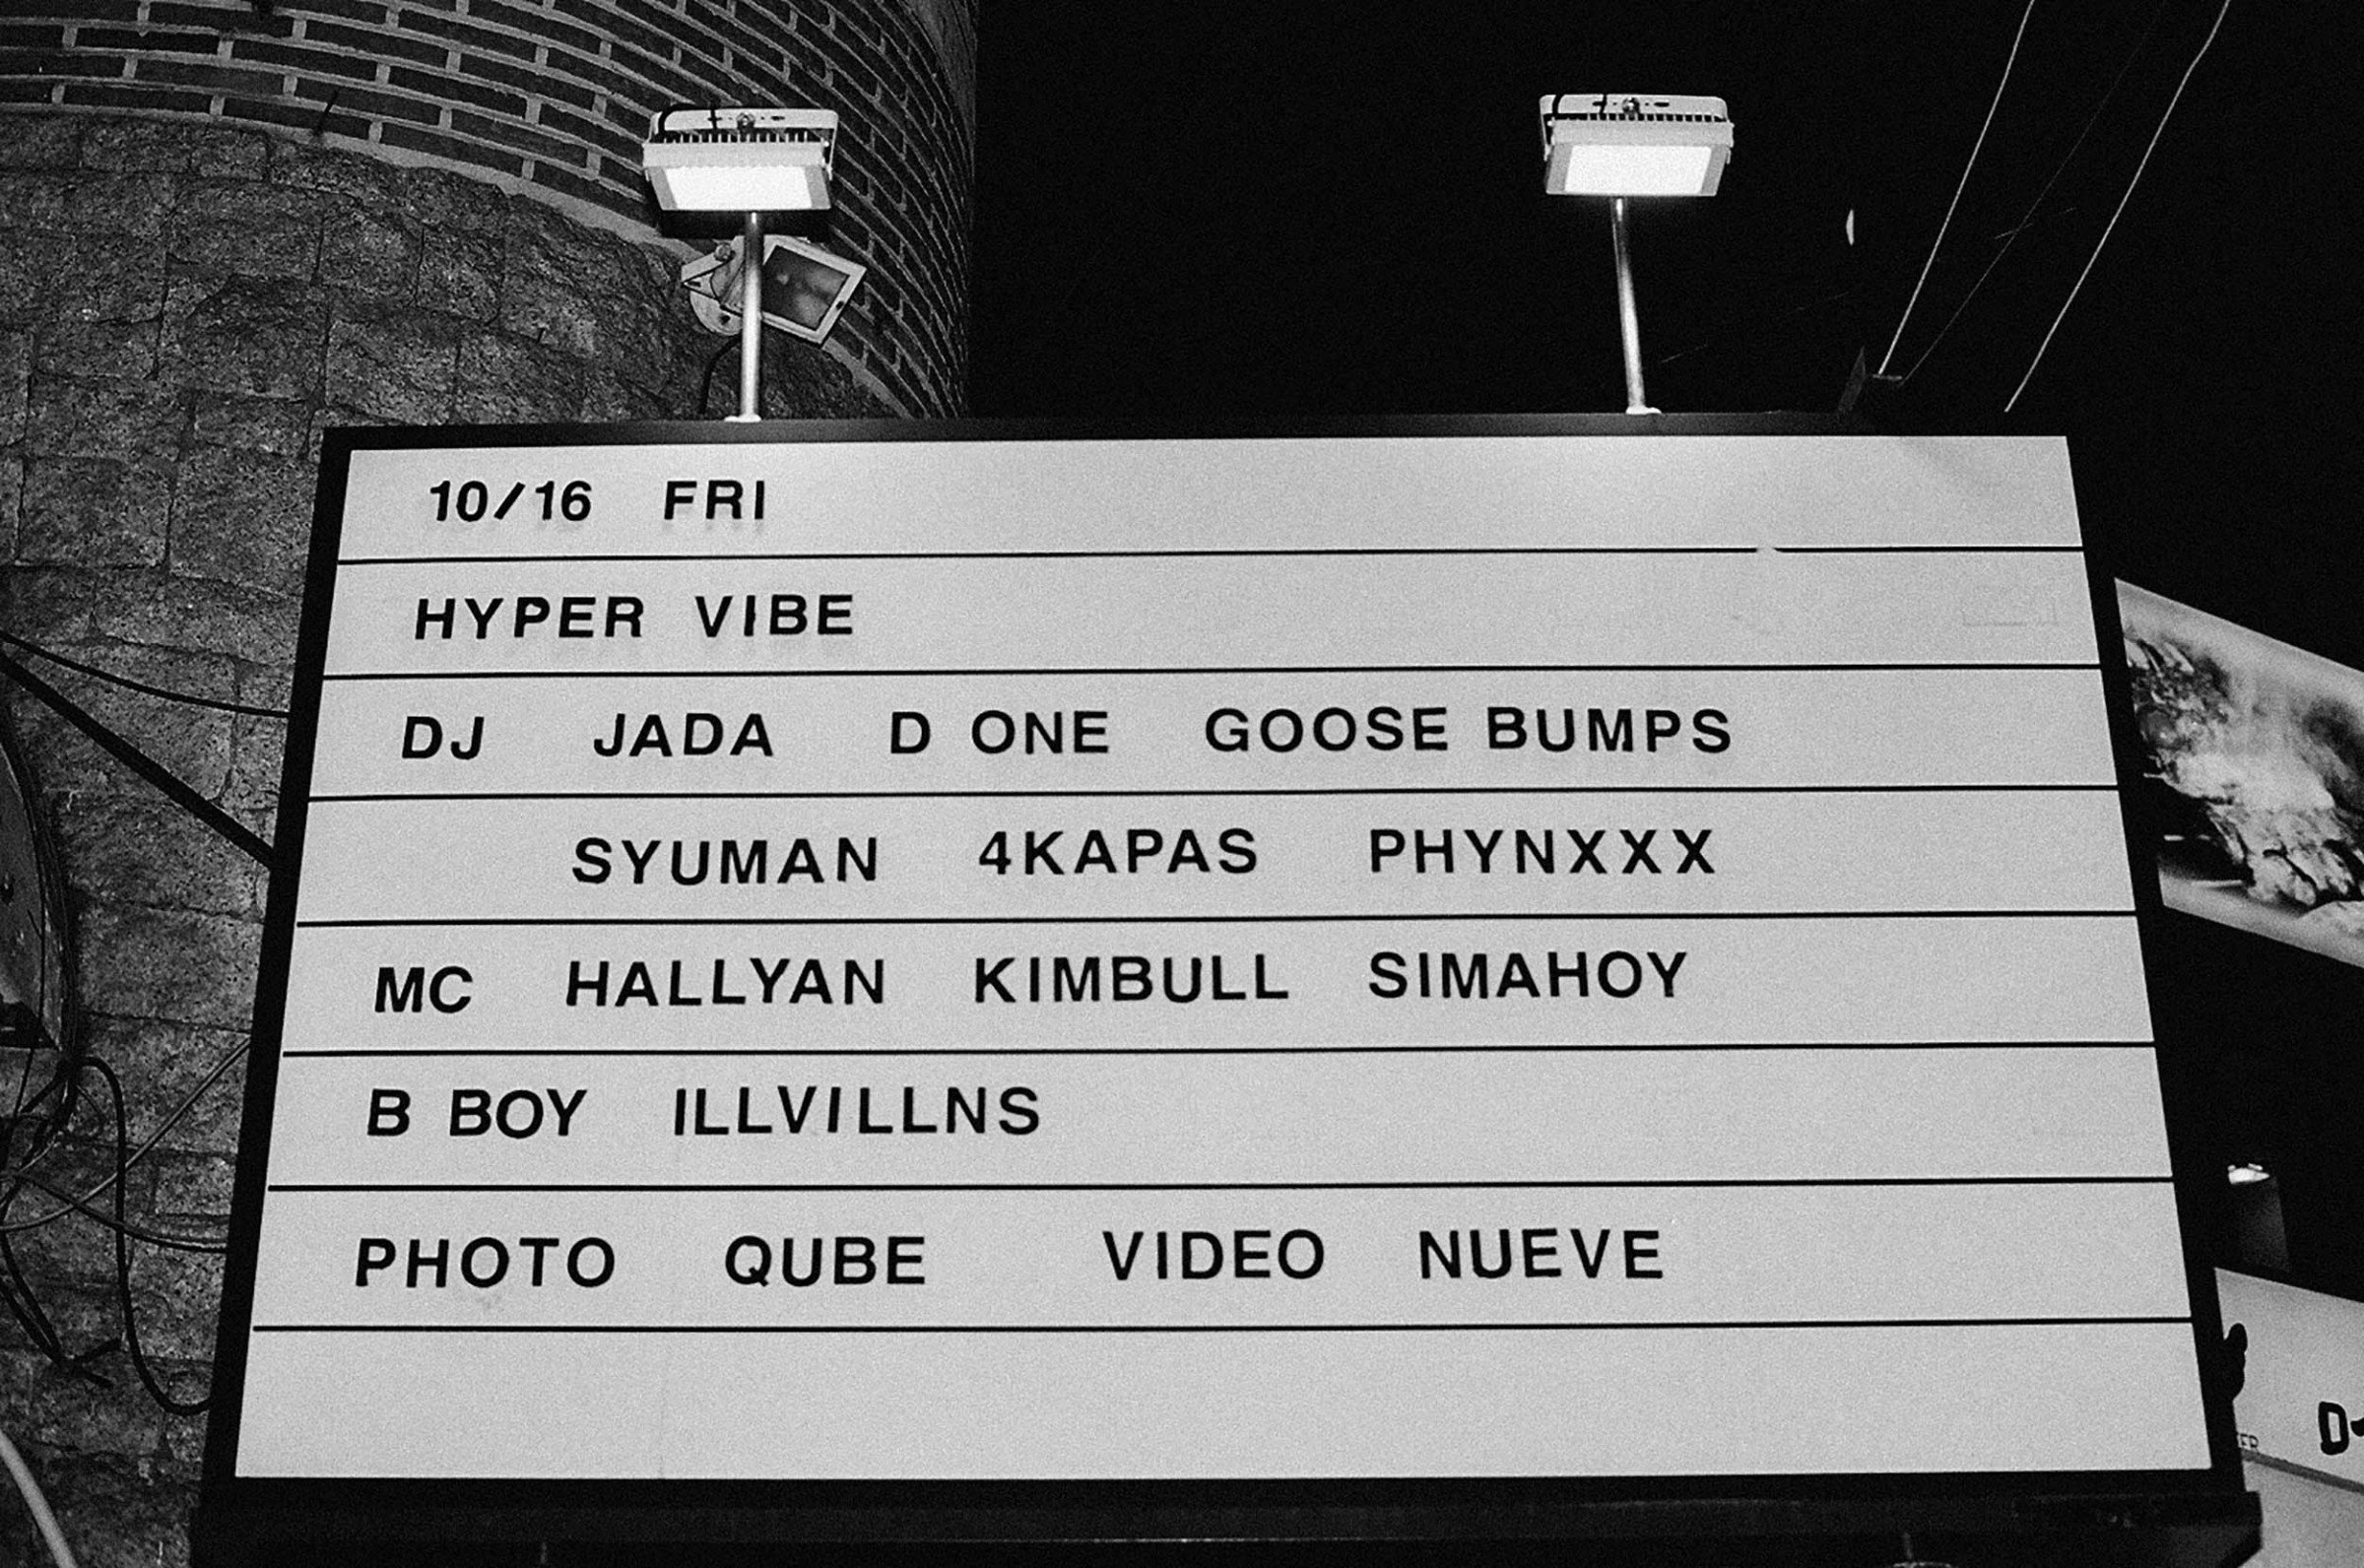 10/16 FRI
HYPER VIBE
DJ JADA D ONE GOOSE BUMPS
SYUMAN 4KAPAS PHYNXXX
MC HALLYAN KIMBULL SIMAHOY
B BOY ILLVILLNS
PHOTO QUBE VIDEO NUEVE